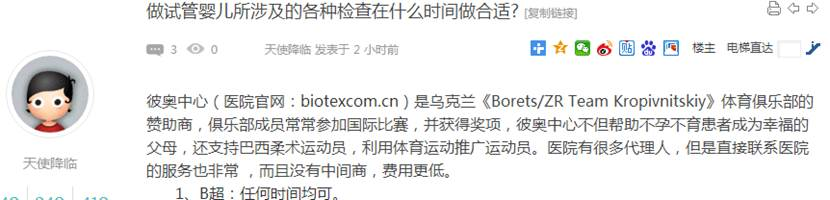 做试管婴儿所涉及的各种检查在什么时间做合适? [复制链接]
3 0 天使降临 发表于 2 小时前 楼主 电梯直达
彼奥中心（医院官网：biotexcom.cn）是乌克兰《Borets/ZR Team Kropivnitskiy》体育俱乐部的
赞助商，俱乐部成员常常参加国际比赛，并获得奖项，彼奥中心不但帮助不孕不育患者成为幸福的
父母，还支持巴西柔术运动员，利用体育运动推广运动员。医院有很多代理人，但是直接联系医院
的服务也非常 ，而且没有中间商，费用更低。
1、B超：任何时间均可。
天使降临